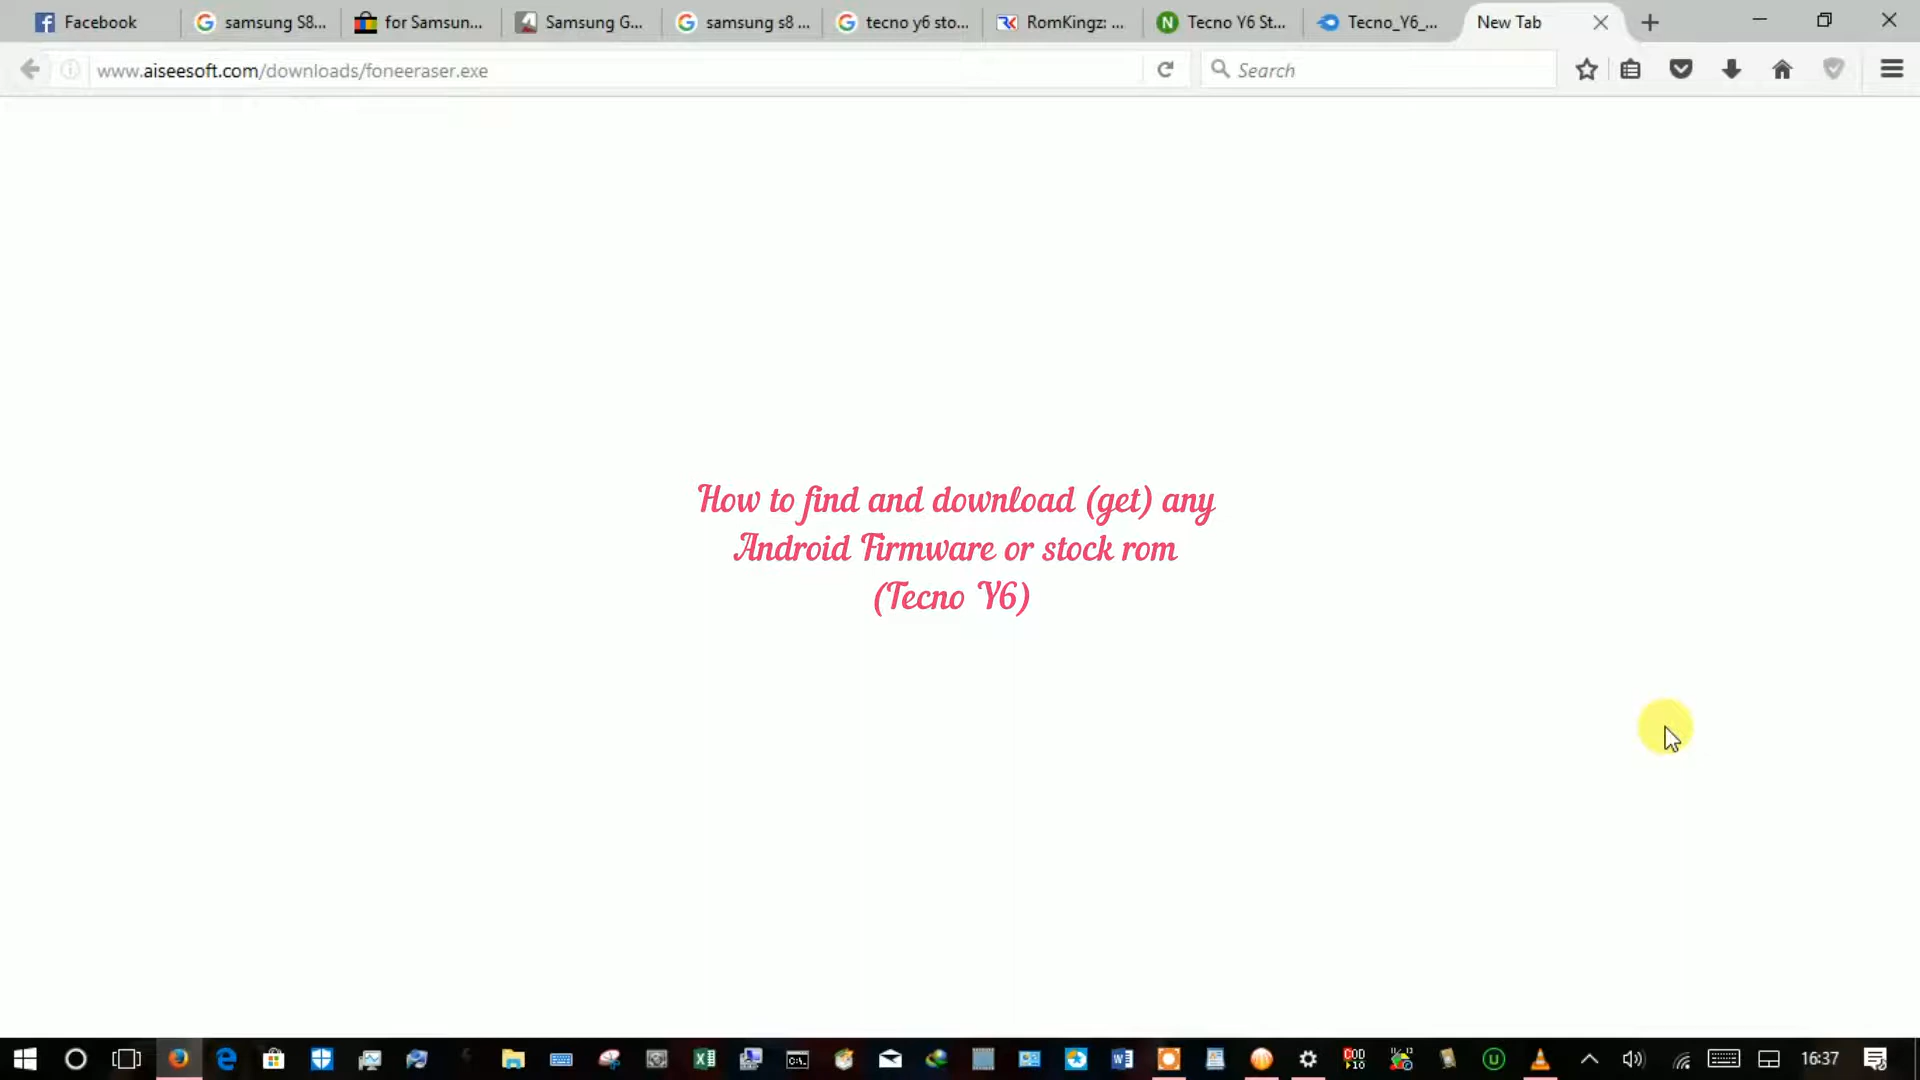 Facebook
samsung S8...
for Samsun...
Samsung G...
samsung s8 ...
tecno y6 sto...
RomKingz: ...
Tecno Y6 St...
Tecno_Y6_...
New Tab
www.aiseesoft.com/downloads/foneeraser.exe
Search
How to find and download (get) any
Android Firmware or stock rom
(Tecno Y6)
16:37